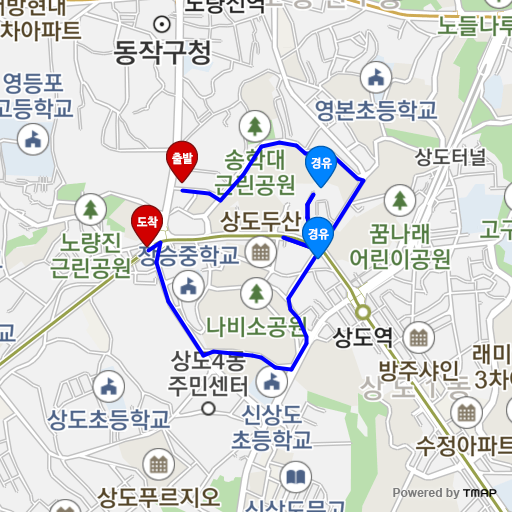 노량진역
동작구청
차아파트
노들나루
영등포
고등학교
영본초등학교
출발
송학대
근린공원
경유
상도터널
도착
상도두산
경유
노량진
근린공원
장승중학교
꿈나래
어린이공원
나비소공원
상도역
상도4동
주민센터
방주샤인
래미
3차아
상도초등학교
신상도
초등학교
수정아파트
상도푸르지오
Powered by TMAP